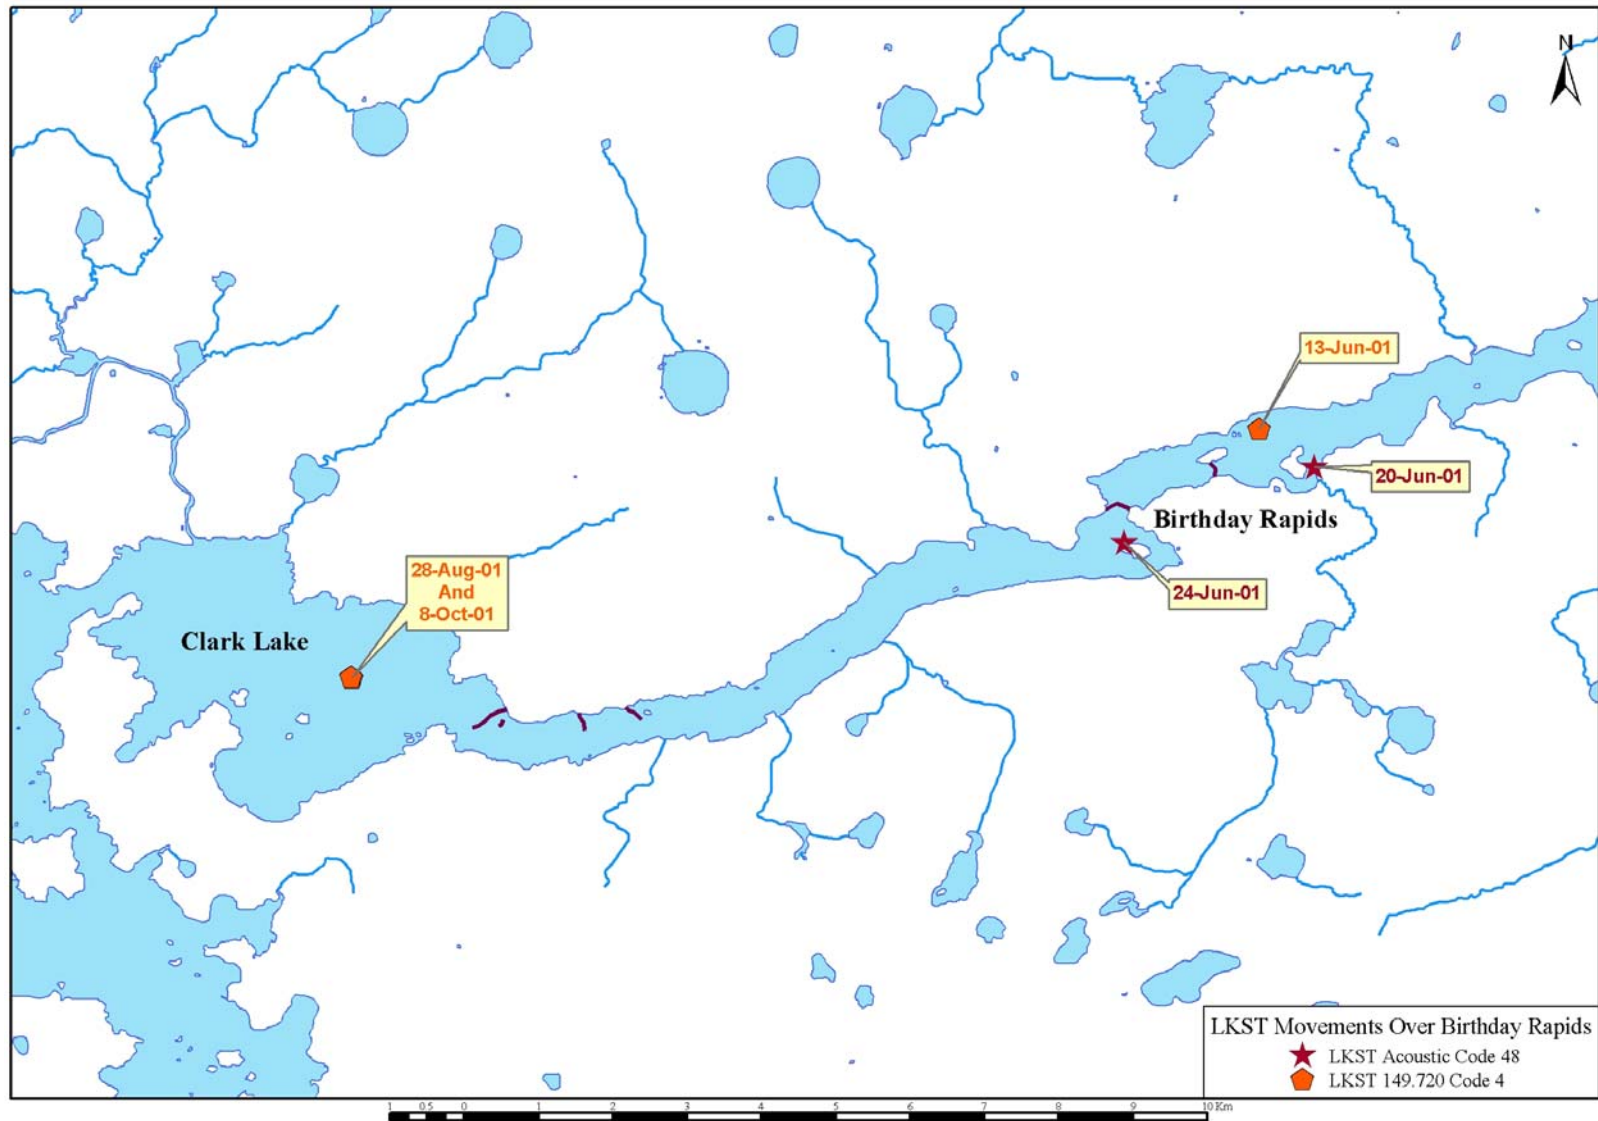 N
13-Jun-01
20-Jun-01
Birthday Rapids
24-Jun-01
28-Aug-01
And
8-Oct-01
Clark Lake
LKST Movements Over Birthday Rapids
LKST Acoustic Code 48
LKST 149.720 Code 4
1 0.5 0 1 2 3 4 5 6 7 8 9 10 Km